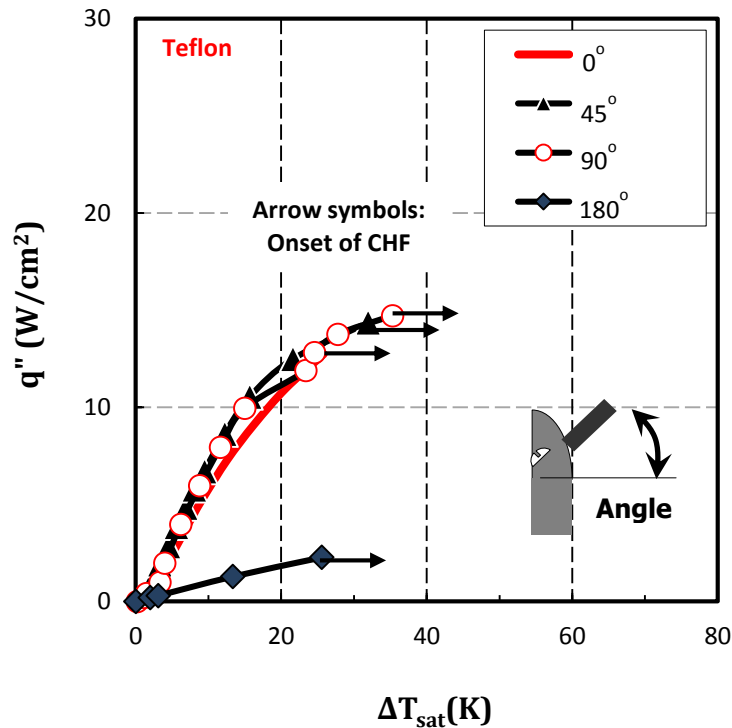 Teflon
0°
45°
90°
180°
Arrow symbols:
Onset of CHF
Angle
q" (W/cm²)
30
20
10
0
0
20
40
60
80
ΔT_sat(K)